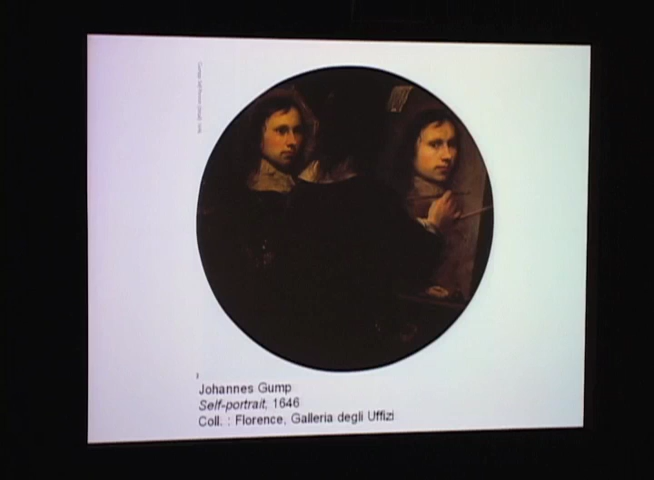 Johannes Gump
Self-portrait, 1646
Coll. : Florence, Galleria degli Uffizi